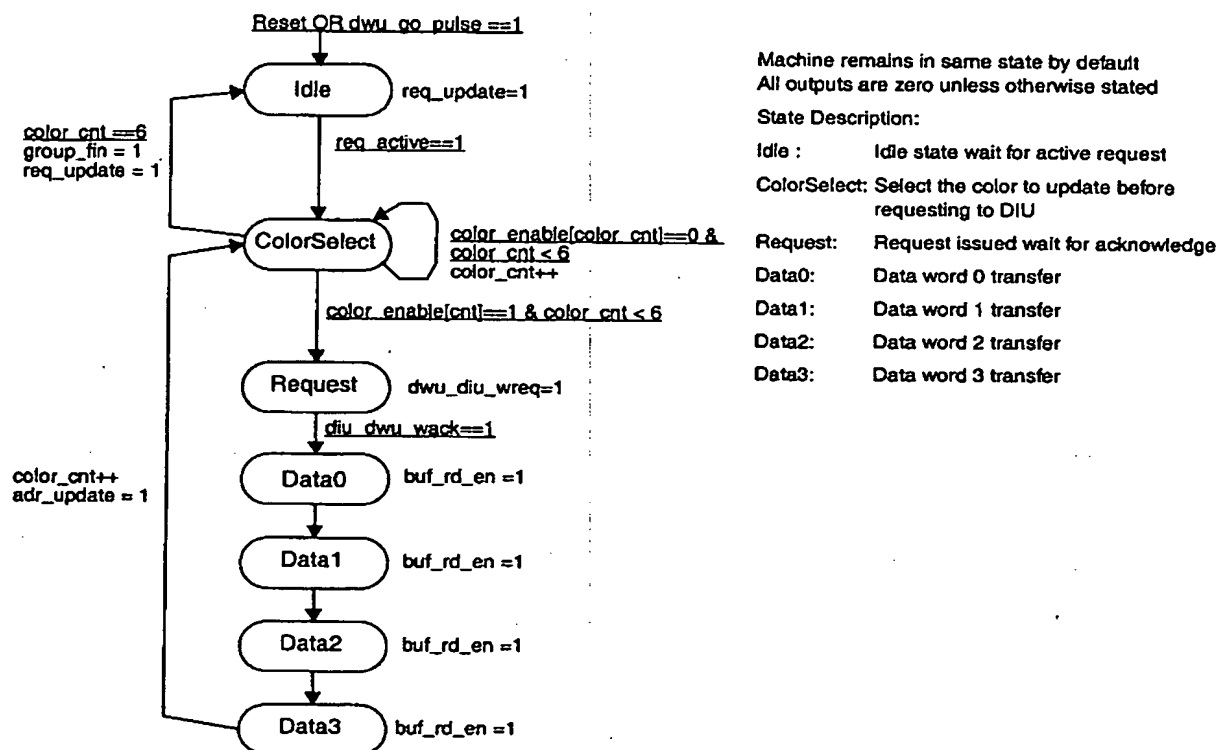 Reset OR dwu_go_pulse ==1
Idle
req_update=1
color_cnt ==6
group_fin = 1
req_update = 1
req_active==1
ColorSelect
color_enable[color_cnt]==0 &
color_cnt < 6
color_cnt++
color_enable[cnt]==1 & color_cnt < 6
Request
dwu_diu_wreq=1
diu_dwu_wack==1
Data0
buf_rd_en =1
color_cnt++
adr_update = 1
Data1
buf_rd_en =1
Data2
buf_rd_en =1
Data3
buf_rd_en =1
Machine remains in same state by default
All outputs are zero unless otherwise stated
State Description:
Idle : Idle state wait for active request
ColorSelect: Select the color to update before
requesting to DIU
Request: Request issued wait for acknowledge
Data0: Data word 0 transfer
Data1: Data word 1 transfer
Data2: Data word 2 transfer
Data3: Data word 3 transfer